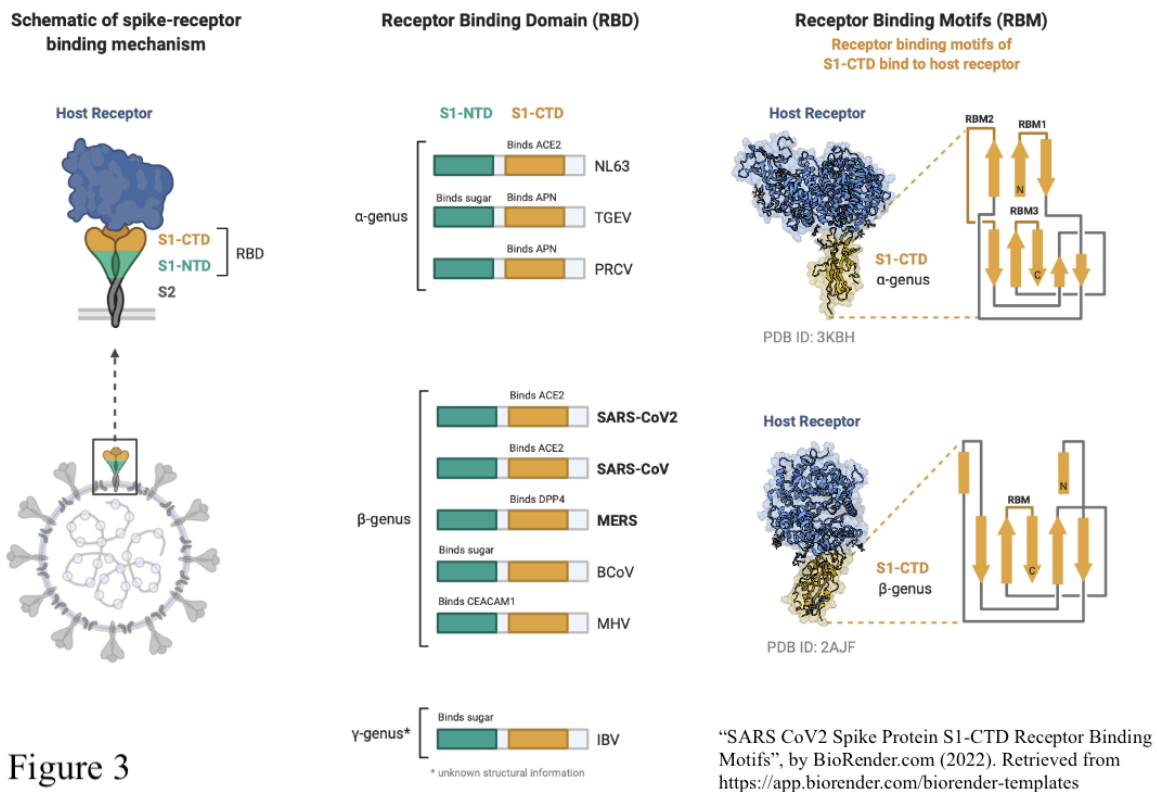 Schematic of spike-receptor
binding mechanism
Host Receptor
S1-CTD
S1-NTD
RBD
S2
Receptor Binding Domain (RBD)
S1-NTD S1-CTD
α-genus
Binds ACE2
NL63
Binds sugar Binds APN
TGEV
Binds APN
PRCV
β-genus
Binds ACE2
SARS-CoV2
Binds ACE2
SARS-CoV
Binds DPP4
MERS
Binds sugar
BCoV
Binds CEACAM1
MHV
γ-genus*
Binds sugar
IBV
* unknown structural information
Receptor Binding Motifs (RBM)
Receptor binding motifs of
S1-CTD bind to host receptor
Host Receptor
S1-CTD
α-genus
PDB ID: 3KBH
RBM2 RBM1
N
RBM3
C
Host Receptor
S1-CTD
β-genus
PDB ID: 2AJF
N
RBM
C
Figure 3
“SARS CoV2 Spike Protein S1-CTD Receptor Binding
Motifs”, by BioRender.com (2022). Retrieved from
https://app.biorender.com/biorender-templates